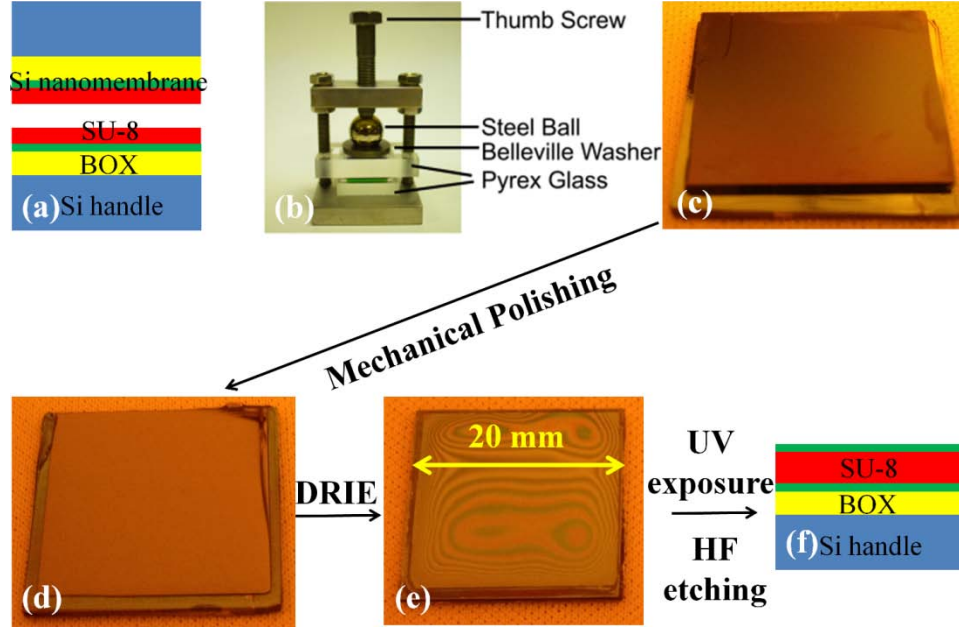 Si nanomembrane
SU-8
BOX
(a)
Si handle
Thumb Screw
Steel Ball
Belleville Washer
Pyrex Glass
(b)
(c)
Mechanical Polishing
(d)
DRIE
20 mm
(e)
UV
exposure
HF
etching
SU-8
BOX
(f)
Si handle